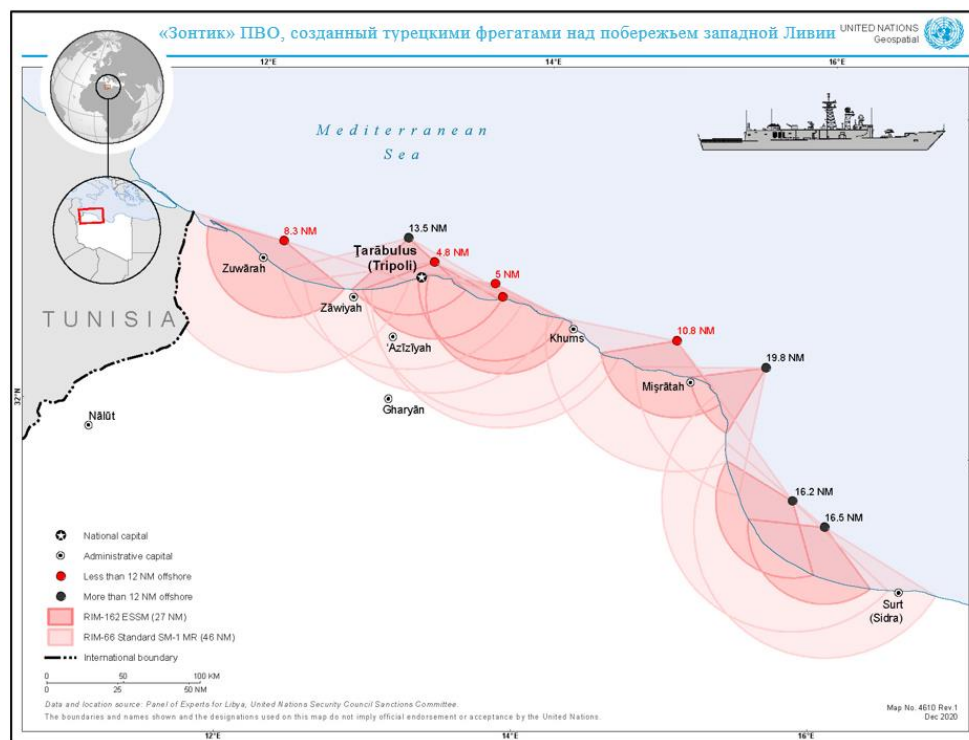 «Зонтик» ПВО, созданный турецкими фрегатами над побережьем западной Ливии
UNITED NATIONS
Geospatial
12°E
14°E
16°E
Mediterranean
Sea
8.3 NM
13.5 NM
Ţarābulus
(Tripoli)
4.8 NM
5 NM
Zuwārah
Zāwiyah
'Azīzīyah
Khums
10.8 NM
19.8 NM
Mişrātah
TUNISIA
Gharyān
32°N
32°N
Nālūt
16.2 NM
16.5 NM
Surt
(Sidra)
National capital
Administrative capital
Less than 12 NM offshore
More than 12 NM offshore
RIM-162 ESSM (27 NM)
RIM-66 Standard SM-1 MR (46 NM)
International boundary
0 50 100 KM
0 25 50 NM
Data and location source: Panel of Experts for Libya, United Nations Security Council Sanctions Committee.
The boundaries and names shown and the designations used on this map do not imply official endorsement or acceptance by the United Nations.
Map No. 4610 Rev.1
Dec 2020
12°E
14°E
16°E